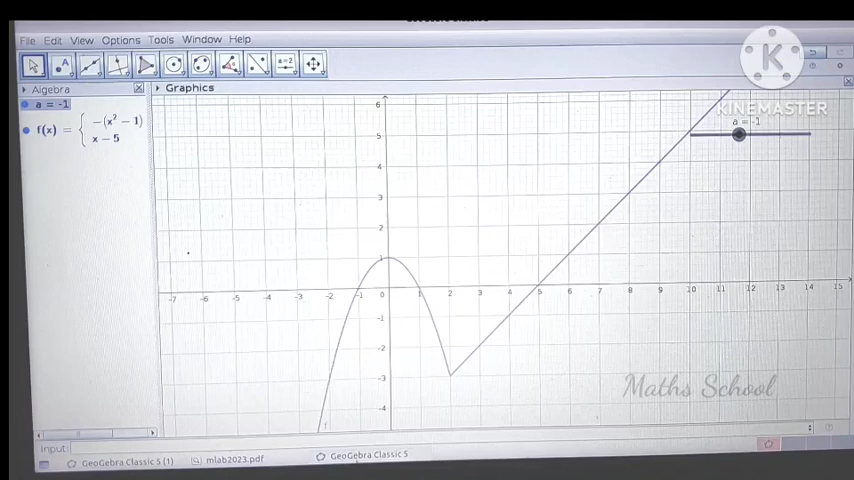 File Edit View Options Tools Window Help
a=2
K
KINEMASTER
Algebra
Graphics
a = -1
f(x) = { −(x² − 1)
x − 5
a = -1
6
5
4
3
2
1
-7 -6 -5 -4 -3 -2 -1 0 1 2 3 4 5 6 7 8 9 10 11 12 13 14 15
-1
-2
-3
-4
f
Maths School
Input:
GeoGebra Classic 5 (1) mlab2023.pdf GeoGebra Classic 5